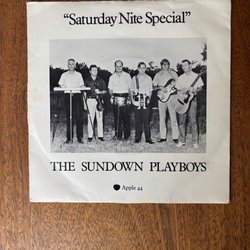 "Saturday Nite Special"
THE SUNDOWN PLAYBOYS
Apple 44